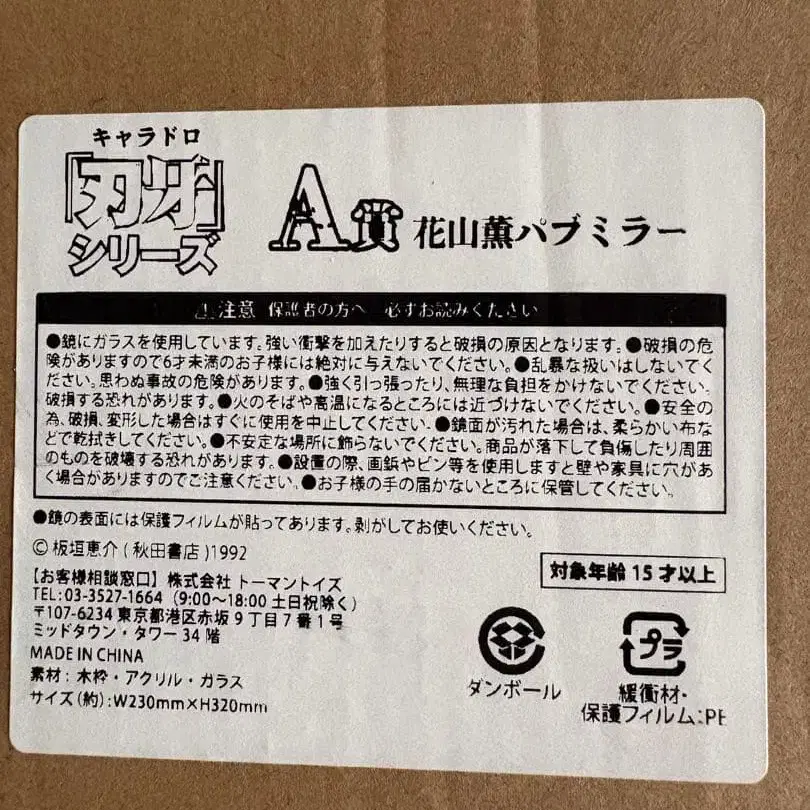 キャラドロ
「刃牙」
シリーズ
A賞 花山薫パブミラー
⚠注意 保護者の方へ 必ずお読みください
●鏡にガラスを使用しています。強い衝撃を加えたりすると破損の原因となります。●破損の危
険がありますので6才未満のお子様には絶対に与えないでください。●乱暴な扱いはしないでく
ださい。思わぬ事故の危険があります。●強く引っ張ったり、無理な負担をかけないでください。
破損する恐れがあります。●火のそばや高温になるところには近づけないでください。●安全の
為、破損、変形した場合はすぐに使用を中止してください。●鏡面が汚れた場合は、柔らかい布な
どで乾拭きしてください。●不安定な場所に飾らないでください。商品が落下して負傷したり周囲
のものを破壊する恐れがあります。●設置の際、画鋲やピン等を使用しますと壁や家具に穴があ
く場合がありますのでご注意ください。●お子様の手の届かないところに保管してください。
●鏡の表面には保護フィルムが貼ってあります。剥がしてお使いください。
© 板垣恵介 ( 秋田書店 )1992
対象年齢 15 才以上
【お客様相談窓口】 株式会社 トーマントイズ
TEL:03-3527-1664 (9:00〜18:00 土日祝除く)
〒107-6234 東京都港区赤坂 9 丁目 7 番 1 号
ミッドタウン・タワー 34 階
MADE IN CHINA
素材: 木枠・アクリル・ガラス
サイズ (約) : W230mm×H320mm
ダンボール
プラ
緩衝材・
保護フィルム:PE